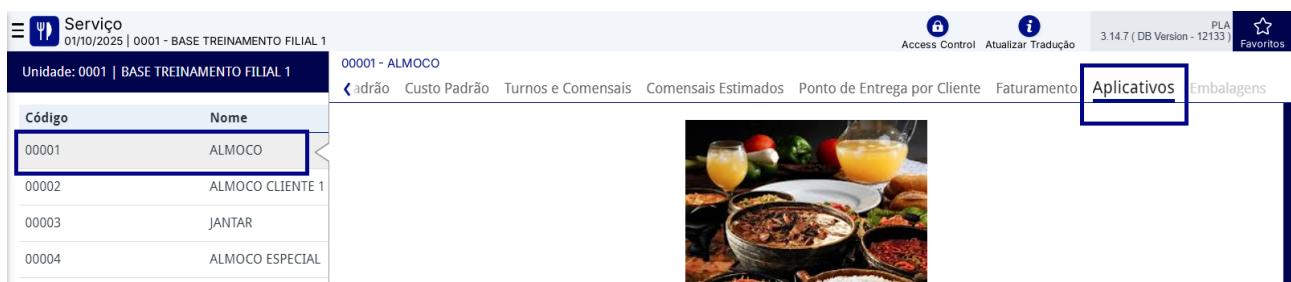 Serviço
01/10/2025 | 0001 - BASE TREINAMENTO FILIAL 1
Access Control
Atualizar Tradução
PLA
3.14.7 ( DB Version - 12133 )
Favoritos
Unidade: 0001 | BASE TREINAMENTO FILIAL 1
00001 - ALMOCO
adrão Custo Padrão Turnos e Comensais Comensais Estimados Ponto de Entrega por Cliente Faturamento Aplicativos Embalagens
Código Nome
00001 ALMOCO
00002 ALMOCO CLIENTE 1
00003 JANTAR
00004 ALMOCO ESPECIAL